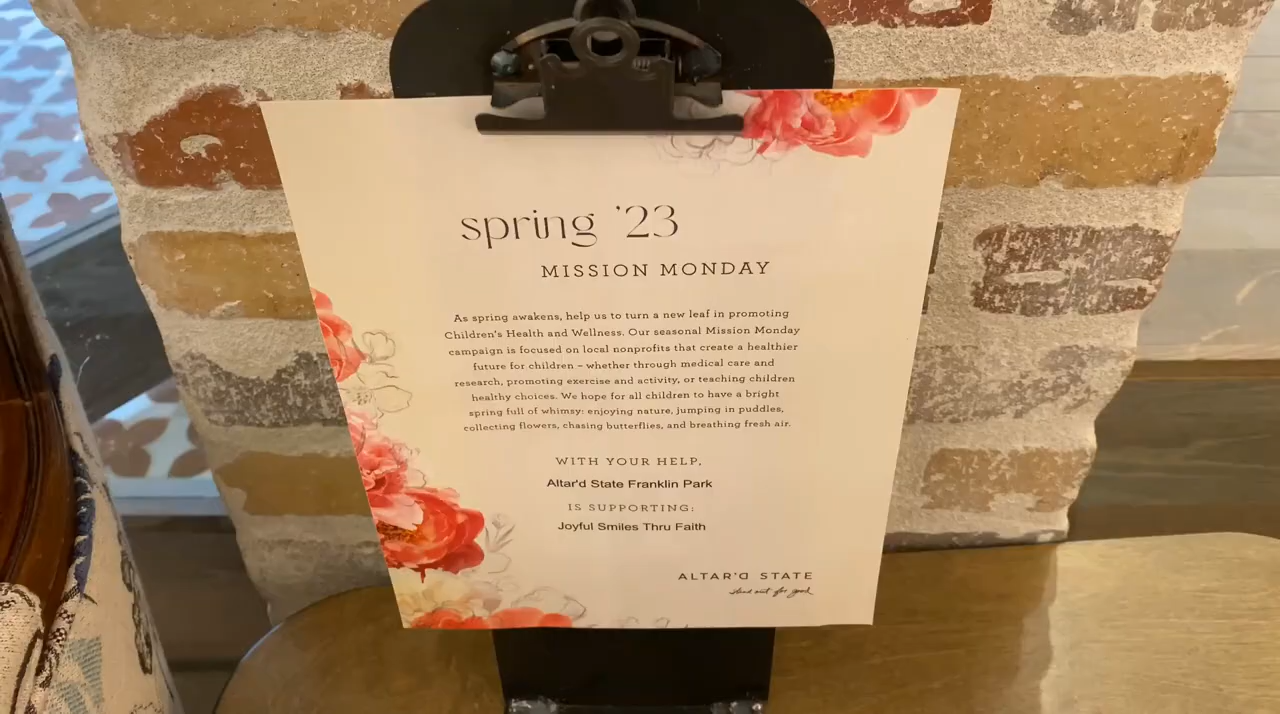 spring '23
MISSION MONDAY
As spring awakens, help us to turn a new leaf in promoting
Children's Health and Wellness. Our seasonal Mission Monday
campaign is focused on local nonprofits that create a healthier
future for children – whether through medical care and
research, promoting exercise and activity, or teaching children
healthy choices. We hope for all children to have a bright
spring full of whimsy: enjoying nature, jumping in puddles,
collecting flowers, chasing butterflies, and breathing fresh air.
WITH YOUR HELP,
Altar'd State Franklin Park
IS SUPPORTING:
Joyful Smiles Thru Faith
ALTAR'D STATE
stand out for good